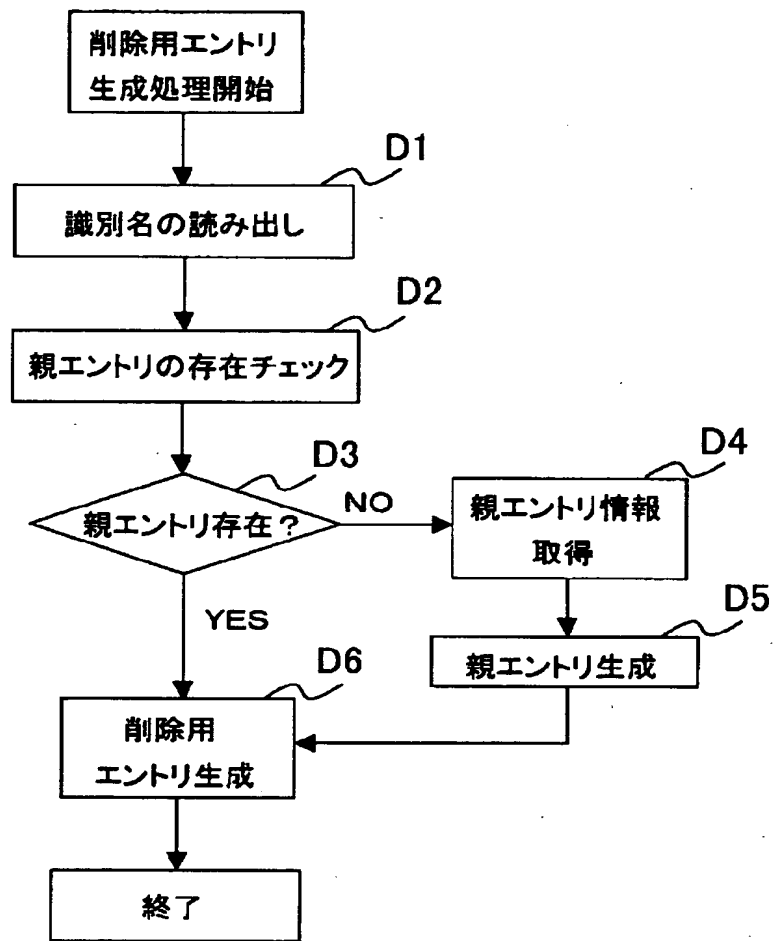 削除用エントリ
生成処理開始
D1
識別名の読み出し
D2
親エントリの存在チェック
D3
親エントリ存在?
NO
YES
D4
親エントリ情報
取得
D5
親エントリ生成
D6
削除用
エントリ生成
終了